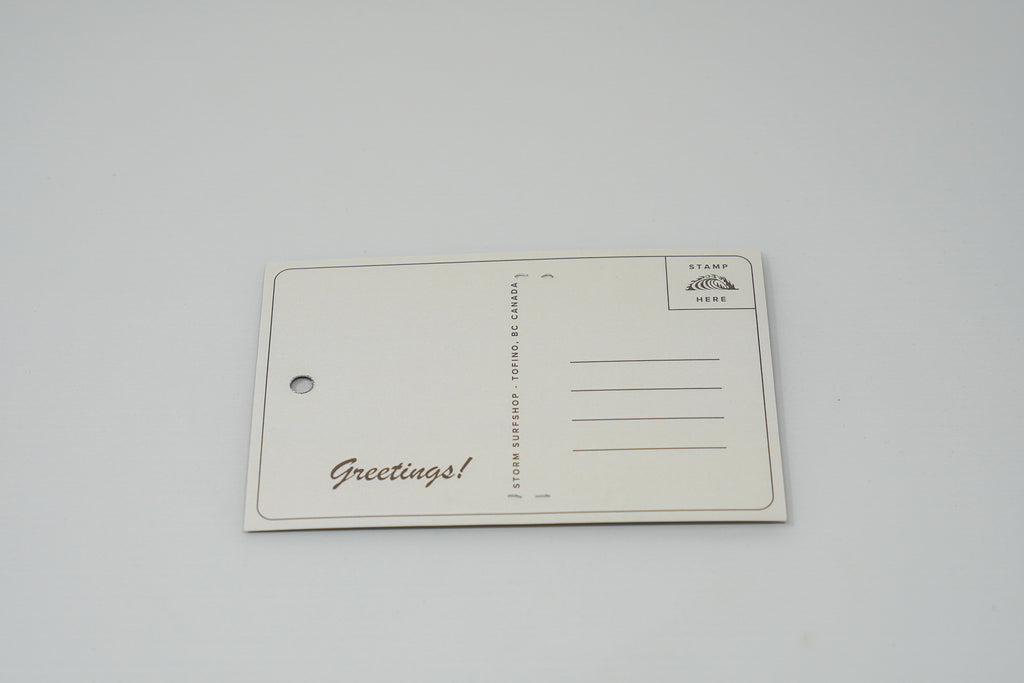 STAMP
HERE
STORM SURFSHOP - TOFINO, BC CANADA
Greetings!